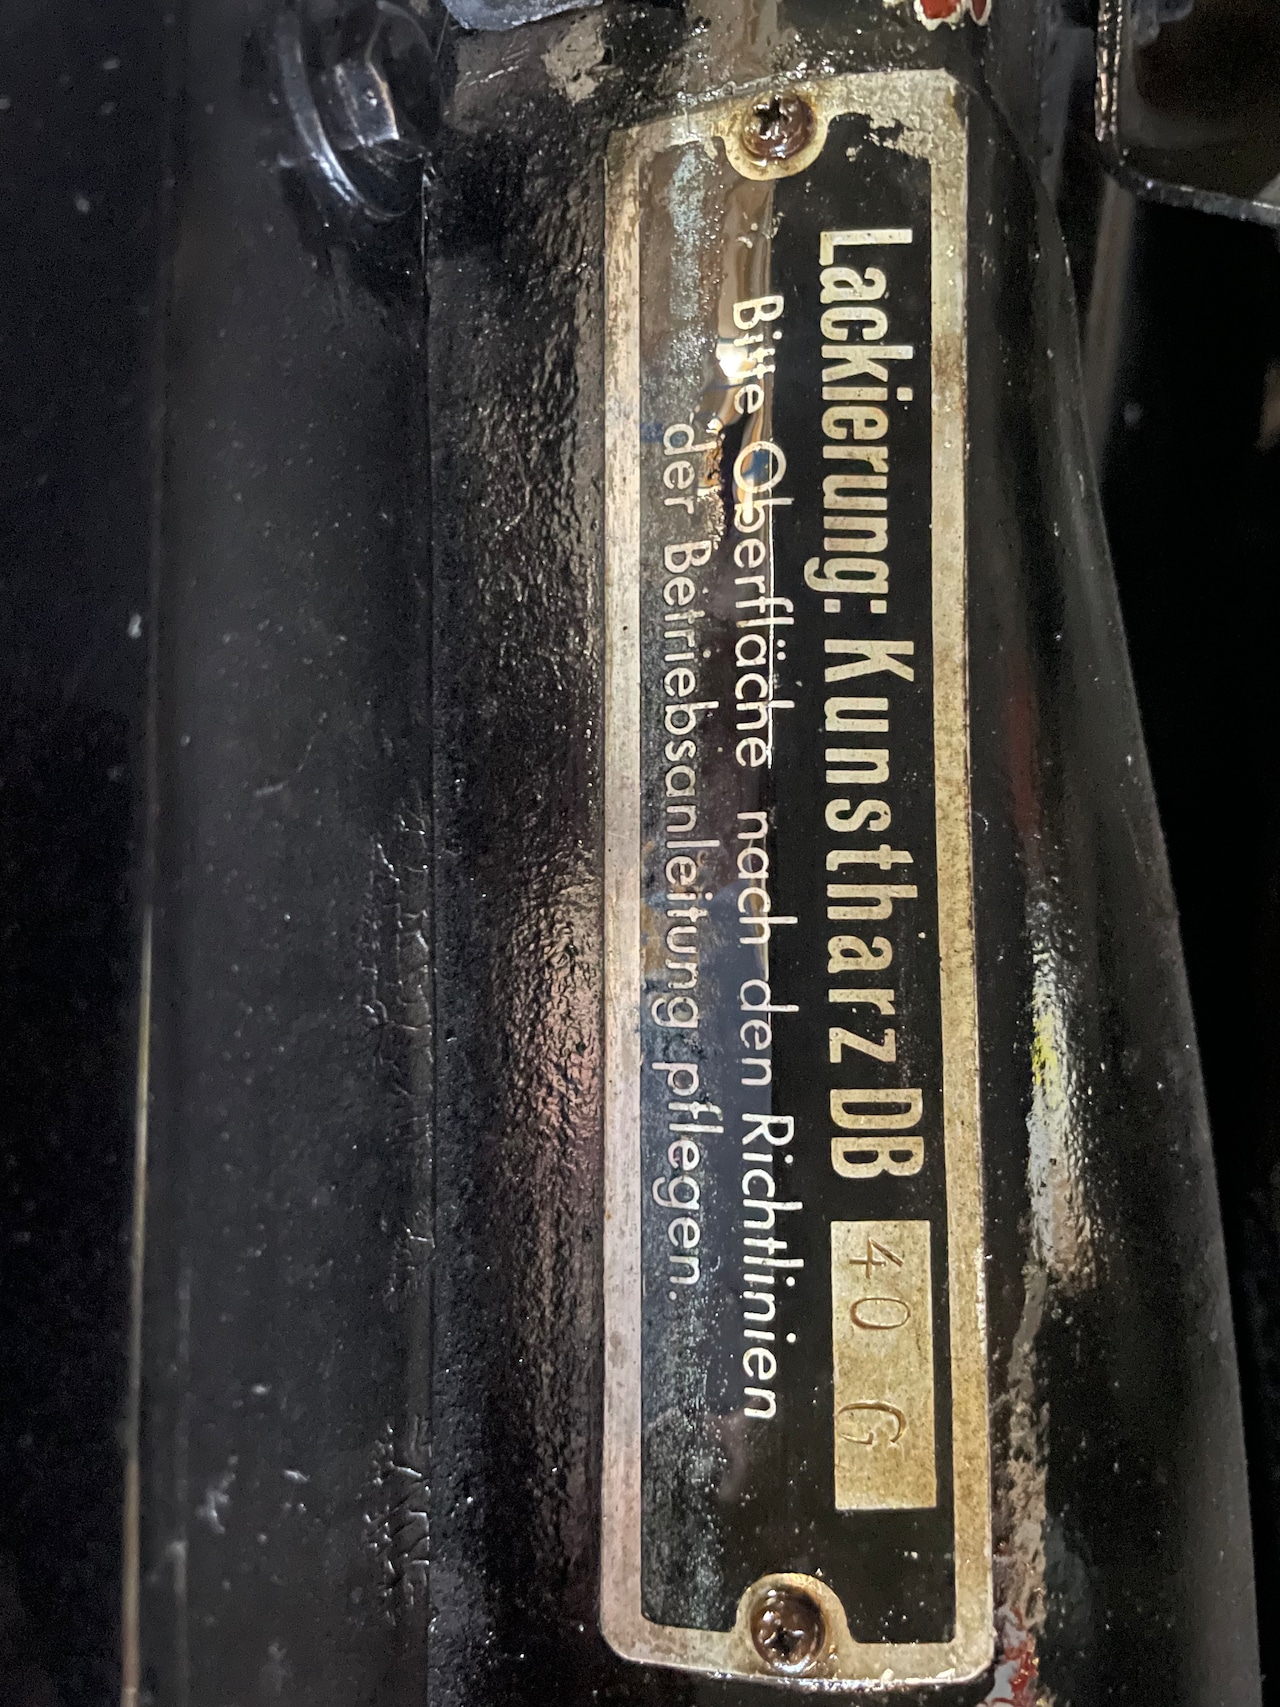 Lackierung: Kunstharz DB 40 G
Bitte Oberfläche nach den Richtlinien
der Betriebsanleitung pflegen.